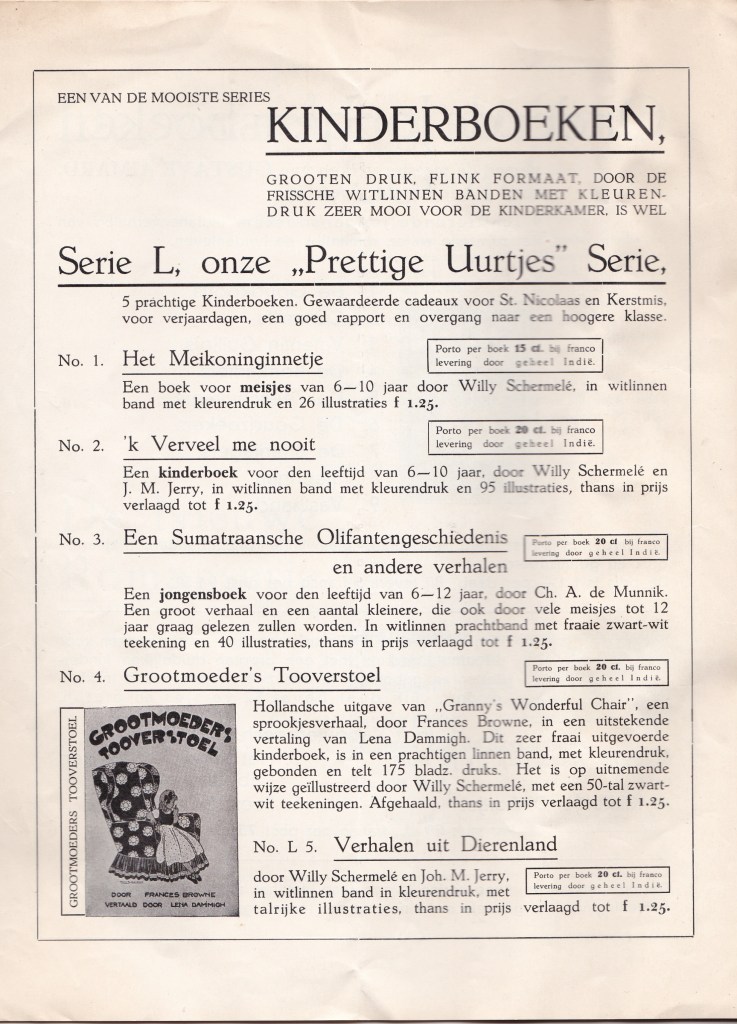 EEN VAN DE MOOISTE SERIES
KINDERBOEKEN,
GROOTEN DRUK, FLINK FORMAAT, DOOR DE
FRISSCHE WITLINNEN BANDEN MET KLEUREN-
DRUK ZEER MOOI VOOR DE KINDERKAMER, IS WEL
Serie L, onze „Prettige Uurtjes" Serie,
5 prachtige Kinderboeken. Gewaardeerde cadeaux voor St. Nicolaas en Kerstmis,
voor verjaardagen, een goed rapport en overgang naar een hoogere klasse.
No. 1. Het Meikoninginnetje
Porto per boek 15 ct. bij franco
levering door geheel Indië.
Een boek voor meisjes van 6—10 jaar door Willy Schermelé, in witlinnen
band met kleurendruk en 26 illustraties f 1.25.
No. 2. 'k Verveel me nooit
Porto per boek 20 ct. bij franco
levering door geheel Indië.
Een kinderboek voor den leeftijd van 6—10 jaar, door Willy Schermelé en
J. M. Jerry, in witlinnen band met kleurendruk en 95 illustraties, thans in prijs
verlaagd tot f 1.25.
No. 3. Een Sumatraansche Olifantengeschiedenis
en andere verhalen
Porto per boek 20 ct bij franco
levering door geheel Indië.
Een jongensboek voor den leeftijd van 6—12 jaar, door Ch. A. de Munnik.
Een groot verhaal en een aantal kleinere, die ook door vele meisjes tot 12
jaar graag gelezen zullen worden. In witlinnen prachtband met fraaie zwart-wit
teekening en 40 illustraties, thans in prijs verlaagd tot f 1.25.
No. 4. Grootmoeder's Tooverstoel
Porto per boek 20 ct. bij franco
levering door geheel Indië.
GROOTMOEDERS TOOVERSTOEL
GROOTMOEDERS
TOOVERSTOEL
DOOR FRANCES BROWNE
VERTAALD DOOR LENA DAMMIGH
Hollandsche uitgave van „Granny's Wonderful Chair", een
sprookjesverhaal, door Frances Browne, in een uitstekende
vertaling van Lena Dammigh. Dit zeer fraai uitgevoerde
kinderboek, is in een prachtigen linnen band, met kleurendruk,
gebonden en telt 175 bladz. druks. Het is op uitnemende
wijze geïllustreerd door Willy Schermelé, met een 50-tal zwart-
wit teekeningen. Afgehaald, thans in prijs verlaagd tot f 1.25.
No. L 5. Verhalen uit Dierenland
door Willy Schermelé en Joh. M. Jerry,
in witlinnen band in kleurendruk, met
talrijke illustraties, thans in prijs verlaagd tot f 1.25.
Porto per boek 20 ct. bij franco
levering door geheel Indië.